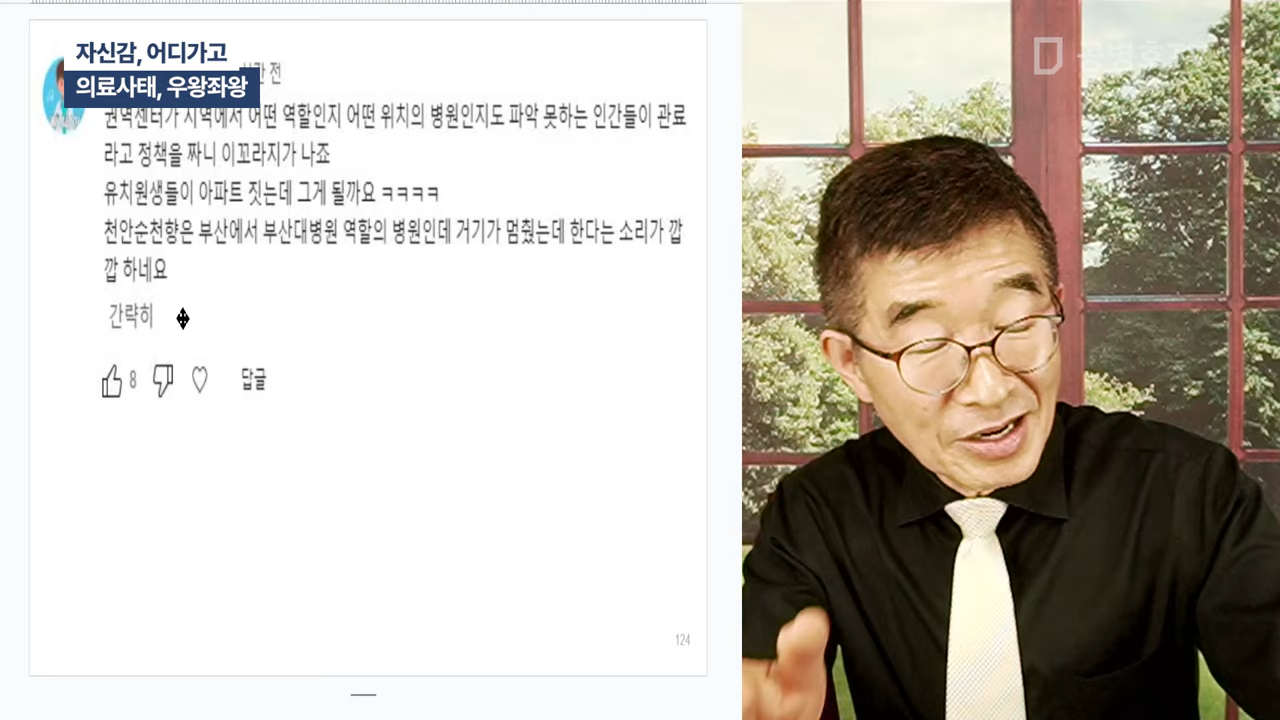 자신감, 어디가고
의료사태, 우왕좌왕
전
권역센터가 지역에서 어떤 역할인지 어떤 위치의 병원인지도 파악 못하는 인간들이 관료
라고 정책을 짜니 이꼬라지가 나죠
유치원생들이 아파트 짓는데 그게 될까요 ㅋㅋㅋㅋ
천안순천향은 부산에서 부산대병원 역할의 병원인데 거기가 멈췄는데 한다는 소리가 깝
깝 하네요
간략히
8
답글
124